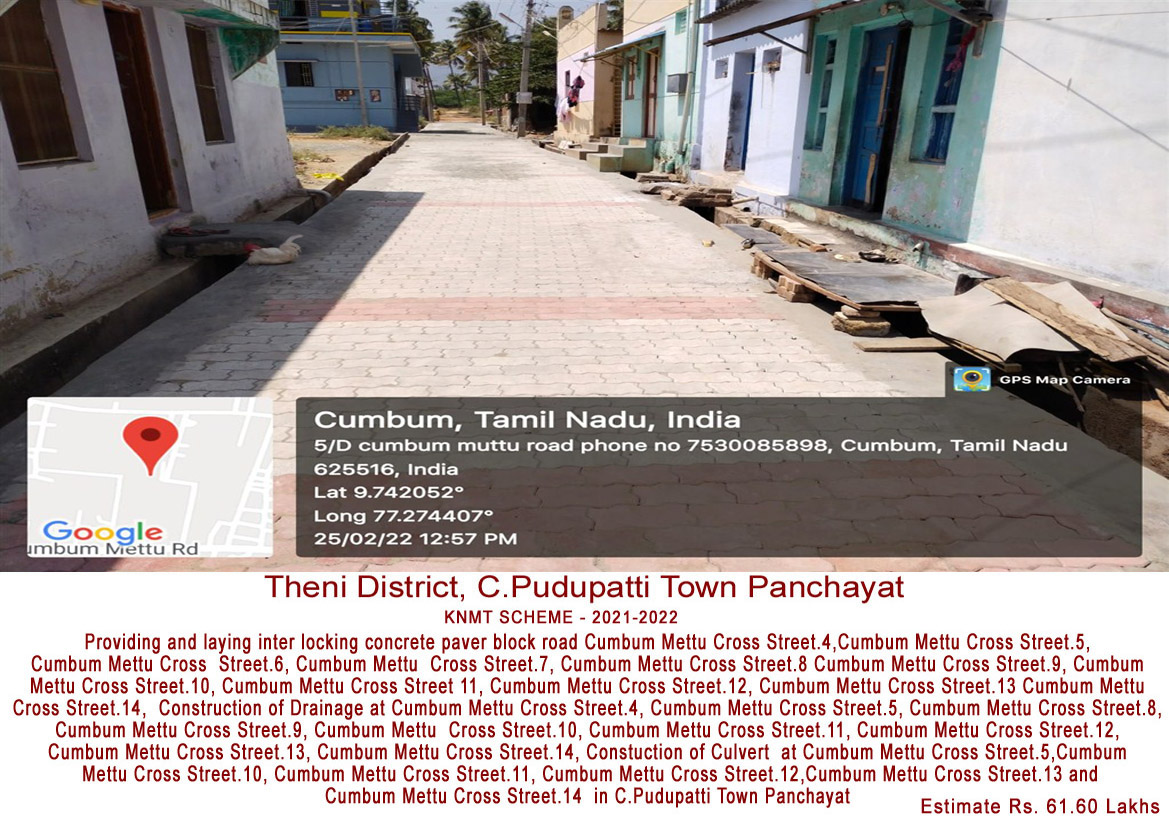 GPS Map Camera
Cumbum, Tamil Nadu, India
5/D cumbum muttu road phone no 7530085898, Cumbum, Tamil Nadu
625516, India
Lat 9.742052°
Long 77.274407°
25/02/22 12:57 PM
Google
umbum Mettu Rd
Theni District, C.Pudupatti Town Panchayat
KNMT SCHEME - 2021-2022
Providing and laying inter locking concrete paver block road Cumbum Mettu Cross Street.4,Cumbum Mettu Cross Street.5,
Cumbum Mettu Cross  Street.6, Cumbum Mettu  Cross Street.7, Cumbum Mettu Cross Street.8 Cumbum Mettu Cross Street.9, Cumbum
Mettu Cross Street.10, Cumbum Mettu Cross Street 11, Cumbum Mettu Cross Street.12, Cumbum Mettu Cross Street.13 Cumbum Mettu
Cross Street.14,  Construction of Drainage at Cumbum Mettu Cross Street.4, Cumbum Mettu Cross Street.5, Cumbum Mettu Cross Street.8,
Cumbum Mettu Cross Street.9, Cumbum Mettu  Cross Street.10, Cumbum Mettu Cross Street.11, Cumbum Mettu Cross Street.12,
Cumbum Mettu Cross Street.13, Cumbum Mettu Cross Street.14, Constuction of Culvert  at Cumbum Mettu Cross Street.5,Cumbum
Mettu Cross Street.10, Cumbum Mettu Cross Street.11, Cumbum Mettu Cross Street.12,Cumbum Mettu Cross Street.13 and
Cumbum Mettu Cross Street.14  in C.Pudupatti Town Panchayat
Estimate Rs. 61.60 Lakhs